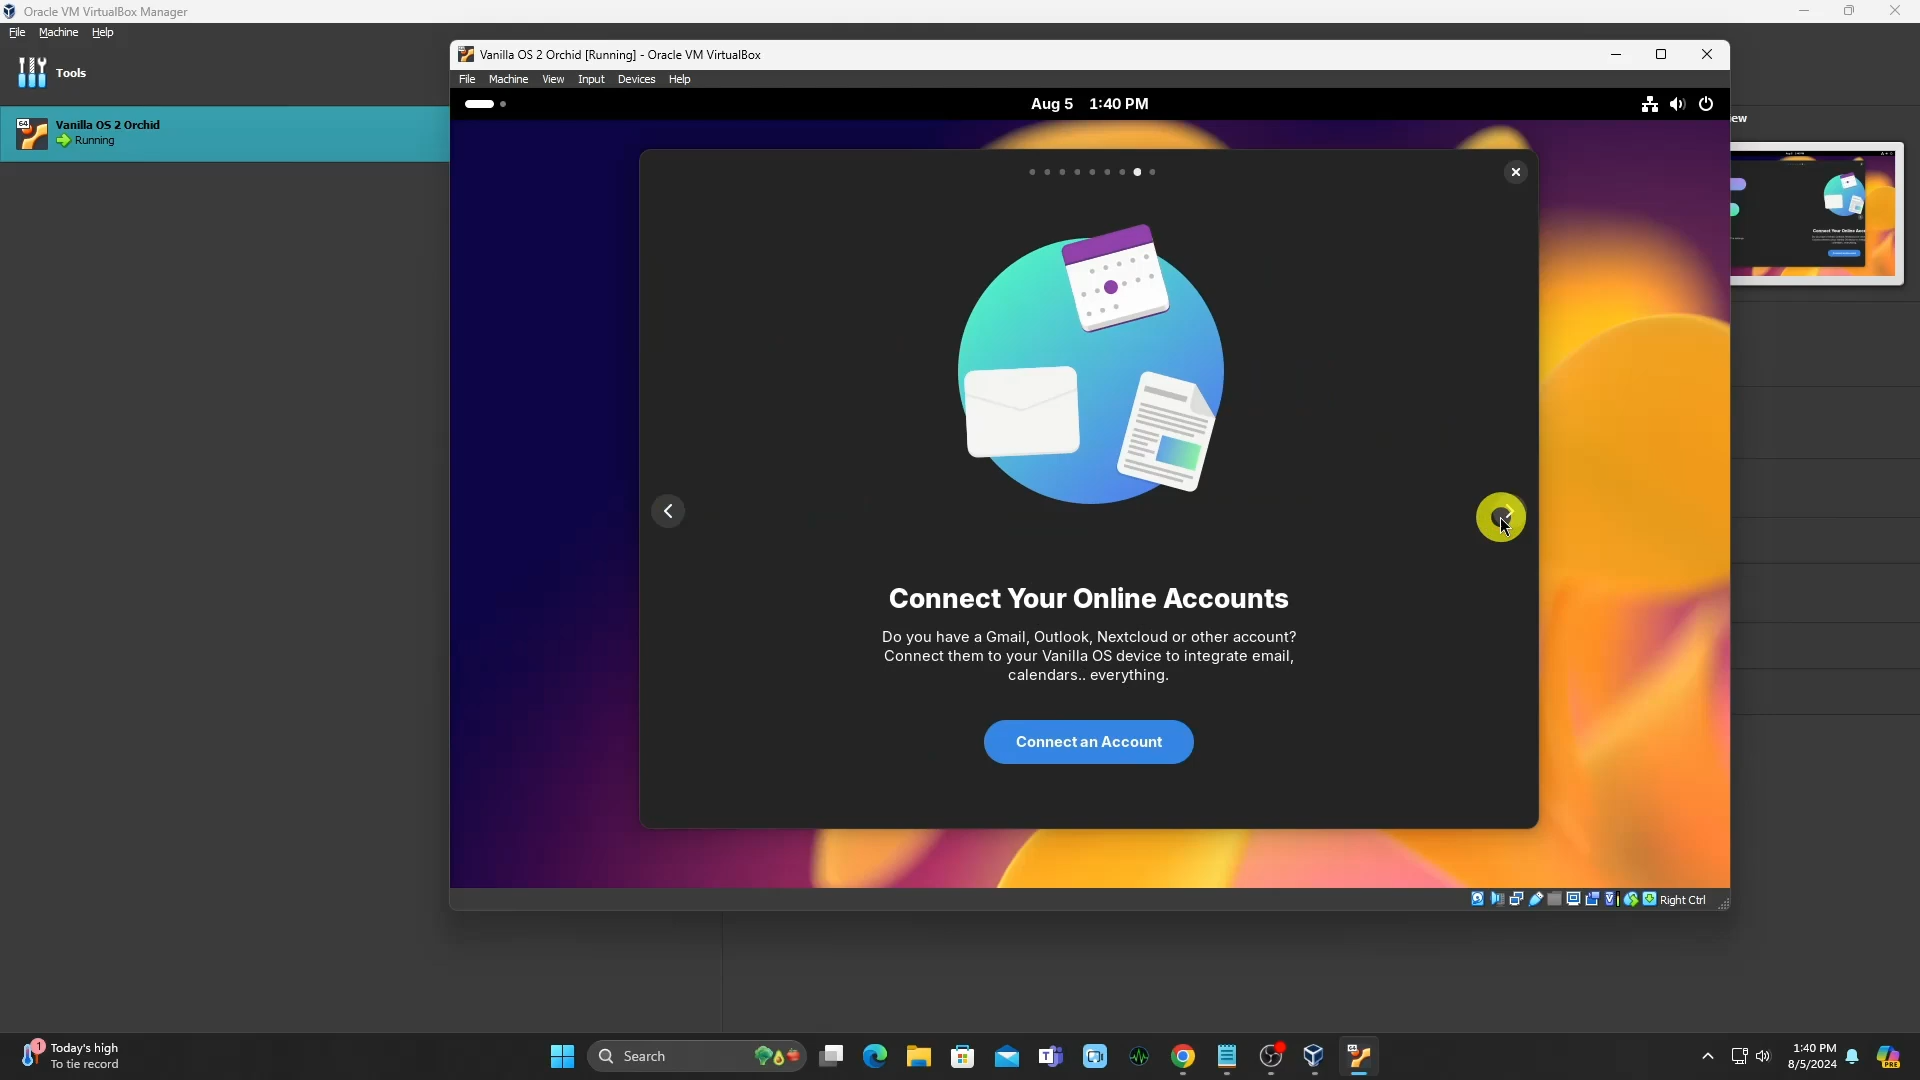 Oracle VM VirtualBox Manager
File Machine Help
Tools
Vanilla OS 2 Orchid
Running
Vanilla OS 2 Orchid [Running] - Oracle VM VirtualBox
File Machine View Input Devices Help
Aug 5 1:40 PM
ew
Connect Your Online Accounts
Do you have a Gmail, Outlook, Nextcloud or other account?
Connect them to your Vanilla OS device to integrate email,
calendars.. everything.
Connect an Account
Right Ctrl
1
Today's high
To tie record
Search
1:40 PM
8/5/2024